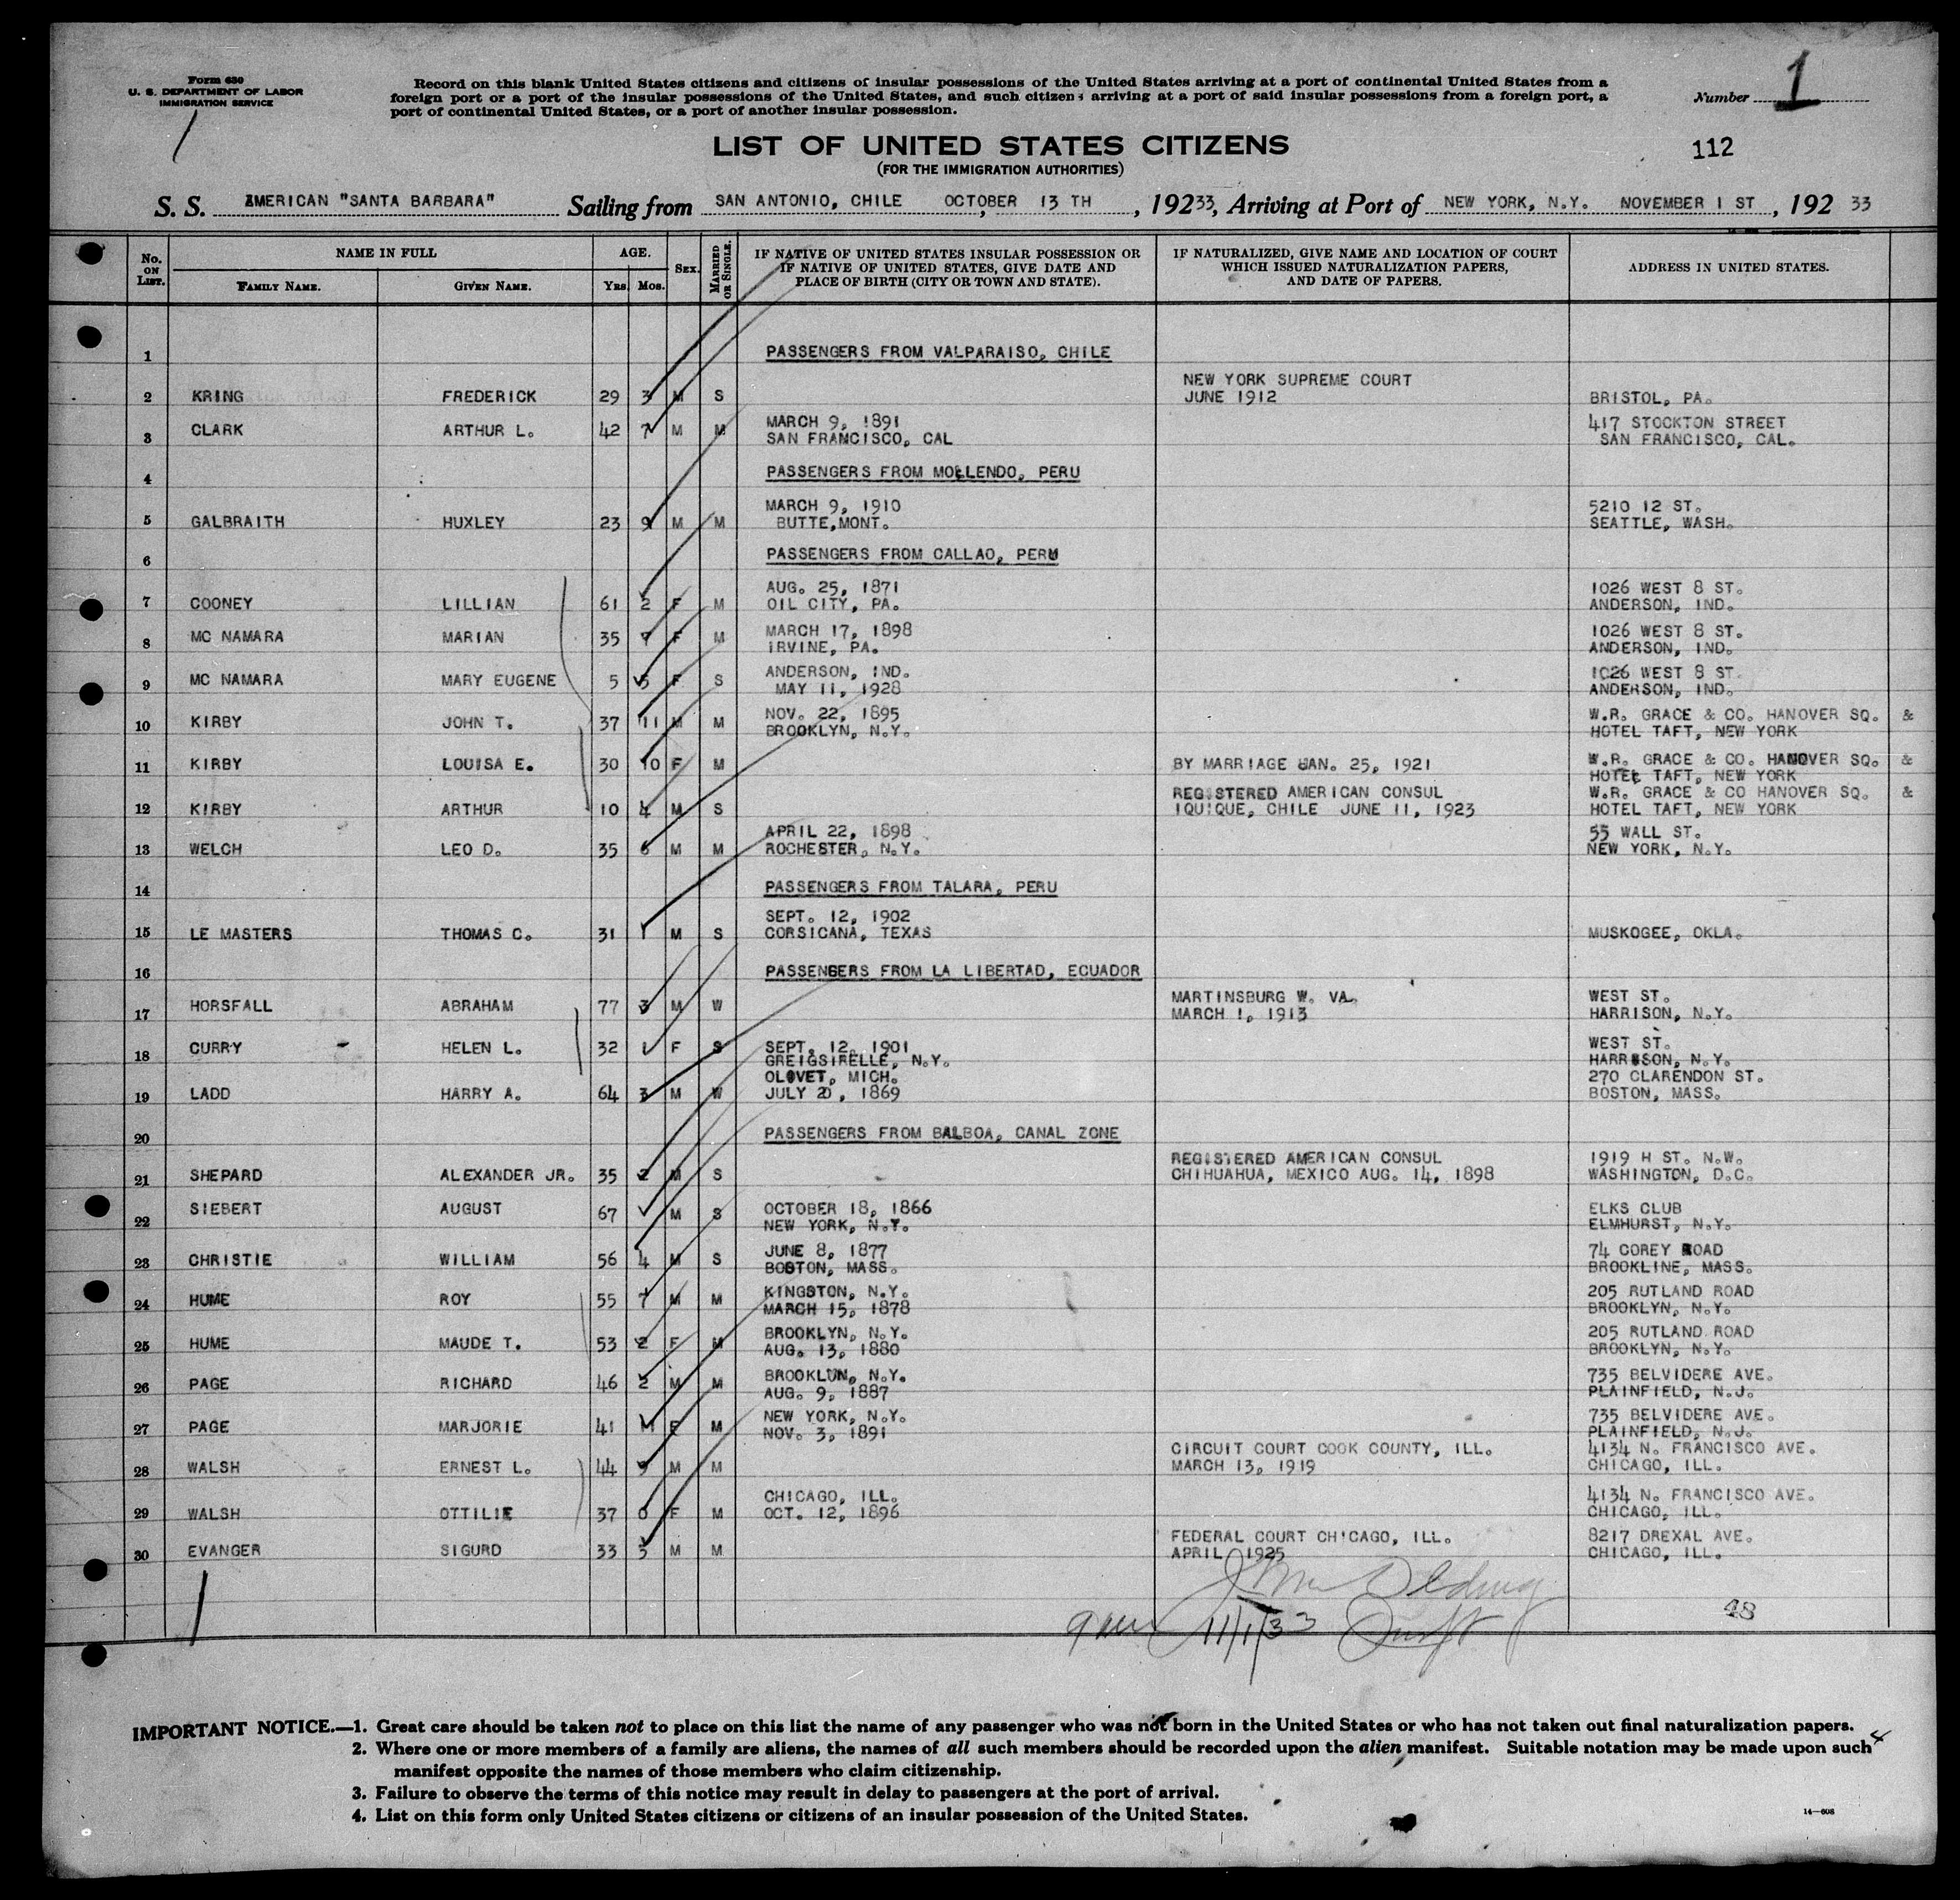 Form 630
U. S. DEPARTMENT OF LABOR
IMMIGRATION SERVICE
Record on this blank United States citizens and citizens of insular possessions of the United States arriving at a port of continental United States from a
foreign port or a port of the insular possessions of the United States, and such citizens arriving at a port of said insular possessions from a foreign port, a
port of continental United States, or a port of another insular possession.
Number 1
LIST OF UNITED STATES CITIZENS
(FOR THE IMMIGRATION AUTHORITIES)
112
S. S. AMERICAN "SANTA BARBARA" Sailing from SAN ANTONIO, CHILE OCTOBER 13 TH, 19233, Arriving at Port of NEW YORK, N.Y. NOVEMBER 1 ST, 192 33
No. ON LIST. NAME IN FULL AGE. SEX. MARRIED OR SINGLE. IF NATIVE OF UNITED STATES INSULAR POSSESSION OR IF NATIVE OF UNITED STATES, GIVE DATE AND PLACE OF BIRTH (CITY OR TOWN AND STATE). IF NATURALIZED, GIVE NAME AND LOCATION OF COURT WHICH ISSUED NATURALIZATION PAPERS, AND DATE OF PAPERS. ADDRESS IN UNITED STATES.
FAMILY NAME. GIVEN NAME. YRS. MOS.
1 PASSENGERS FROM VALPARAISO, CHILE
2 KRING FREDERICK 29 3 M S NEW YORK SUPREME COURT JUNE 1912 BRISTOL, PA.
3 CLARK ARTHUR L. 42 7 M M MARCH 9, 1891 SAN FRANCISCO, CAL 417 STOCKTON STREET SAN FRANCISCO, CAL.
4 PASSENGERS FROM MOLLENDO, PERU
5 GALBRAITH HUXLEY 23 9 M M MARCH 9, 1910 BUTTE, MONT. 5210 12 ST. SEATTLE, WASH.
6 PASSENGERS FROM CALLAO, PERU
7 COONEY LILLIAN 61 2 F M AUG. 25, 1871 OIL CITY, PA. 1026 WEST 8 ST. ANDERSON, IND.
8 MC NAMARA MARIAN 35 7 F M MARCH 17, 1898 IRVINE, PA. 1026 WEST 8 ST. ANDERSON, IND.
9 MC NAMARA MARY EUGENE 5 5 F S ANDERSON, IND. MAY 11, 1928 1026 WEST 8 ST. ANDERSON, IND.
10 KIRBY JOHN T. 37 11 M M NOV. 22, 1895 BROOKLYN, N.Y. W.R. GRACE & CO. HANOVER SQ. & HOTEL TAFT, NEW YORK
11 KIRBY LOUISA E. 30 10 F M BY MARRIAGE JAN. 25, 1921 W.R. GRACE & CO. HANOVER SQ. & HOTEL TAFT, NEW YORK
12 KIRBY ARTHUR 10 4 M S REGISTERED AMERICAN CONSUL IQUIQUE, CHILE JUNE 11, 1923 W.R. GRACE & CO HANOVER SQ. & HOTEL TAFT, NEW YORK
13 WELCH LEO D. 35 6 M M APRIL 22, 1898 ROCHESTER, N.Y. 55 WALL ST. NEW YORK, N.Y.
14 PASSENGERS FROM TALARA, PERU
15 LE MASTERS THOMAS C. 31 1 M S SEPT. 12, 1902 CORSICANA, TEXAS MUSKOGEE, OKLA.
16 PASSENGERS FROM LA LIBERTAD, ECUADOR
17 HORSFALL ABRAHAM 77 3 M W MARTINSBURG W. VA. MARCH 1, 1913 WEST ST. HARRISON, N.Y.
18 CURRY HELEN L. 32 1 F S SEPT. 12, 1901 GREIGSIRELLE, N.Y. WEST ST. HARRISON, N.Y.
19 LADD HARRY A. 64 3 M W OLOVET, MICH. JULY 20, 1869 270 CLARENDON ST. BOSTON, MASS.
20 PASSENGERS FROM BALBOA, CANAL ZONE
21 SHEPARD ALEXANDER JR. 35 2 M S REGISTERED AMERICAN CONSUL CHIHUAHUA, MEXICO AUG. 14, 1898 1919 H ST. N.W. WASHINGTON, D.C.
22 SIEBERT AUGUST 67 M S OCTOBER 18, 1866 NEW YORK, N.Y. ELKS CLUB ELMHURST, N.Y.
23 CHRISTIE WILLIAM 56 4 M S JUNE 8, 1877 BOSTON, MASS. 74 COREY ROAD BROOKLINE, MASS.
24 HUME ROY 55 7 M M KINGSTON, N.Y. MARCH 15, 1878 205 RUTLAND ROAD BROOKLYN, N.Y.
25 HUME MAUDE T. 53 2 F M BROOKLYN, N.Y. AUG. 13, 1880 205 RUTLAND ROAD BROOKLYN, N.Y.
26 PAGE RICHARD 46 2 M M BROOKLUN, N.Y. AUG. 9, 1887 735 BELVIDERE AVE. PLAINFIELD, N.J.
27 PAGE MARJORIE 41 11 F M NEW YORK, N.Y. NOV. 3, 1891 735 BELVIDERE AVE. PLAINFIELD, N.J.
28 WALSH ERNEST L. 44 9 M M CIRCUIT COURT COOK COUNTY, ILL. MARCH 13, 1919 4134 N. FRANCISCO AVE. CHICAGO, ILL.
29 WALSH OTTILIE 37 0 F M CHICAGO, ILL. OCT. 12, 1896 4134 N. FRANCISCO AVE. CHICAGO, ILL.
30 EVANGER SIGURD 33 3 M M FEDERAL COURT CHICAGO, ILL. APRIL 1925 8217 DREXAL AVE. CHICAGO, ILL.
11/1/33
48
IMPORTANT NOTICE.—1. Great care should be taken not to place on this list the name of any passenger who was not born in the United States or who has not taken out final naturalization papers.
2. Where one or more members of a family are aliens, the names of all such members should be recorded upon the alien manifest. Suitable notation may be made upon such
manifest opposite the names of those members who claim citizenship.
3. Failure to observe the terms of this notice may result in delay to passengers at the port of arrival.
4. List on this form only United States citizens or citizens of an insular possession of the United States.
14—608